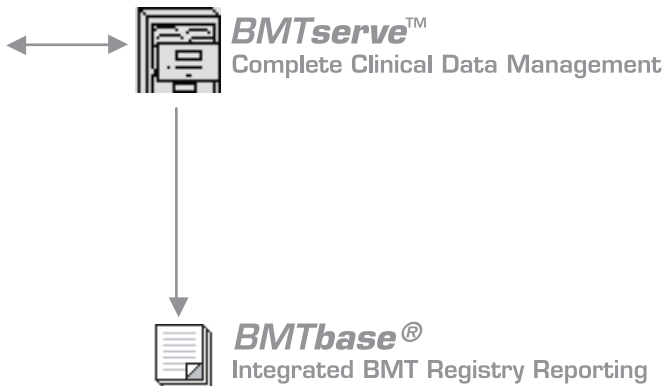 BMTserve™
Complete Clinical Data Management
BMTbase®
Integrated BMT Registry Reporting